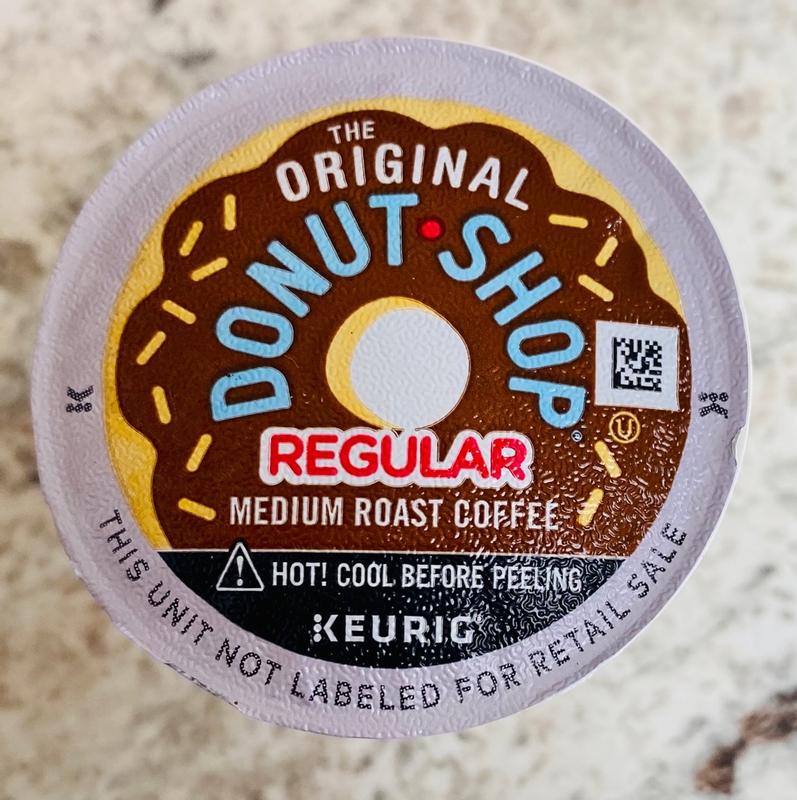 THE
ORIGINAL
DONUT·SHOP®
REGULAR
MEDIUM ROAST COFFEE
HOT! COOL BEFORE PEELING
KEURIG®
THIS UNIT NOT LABELED FOR RETAIL SALE
K
K
U